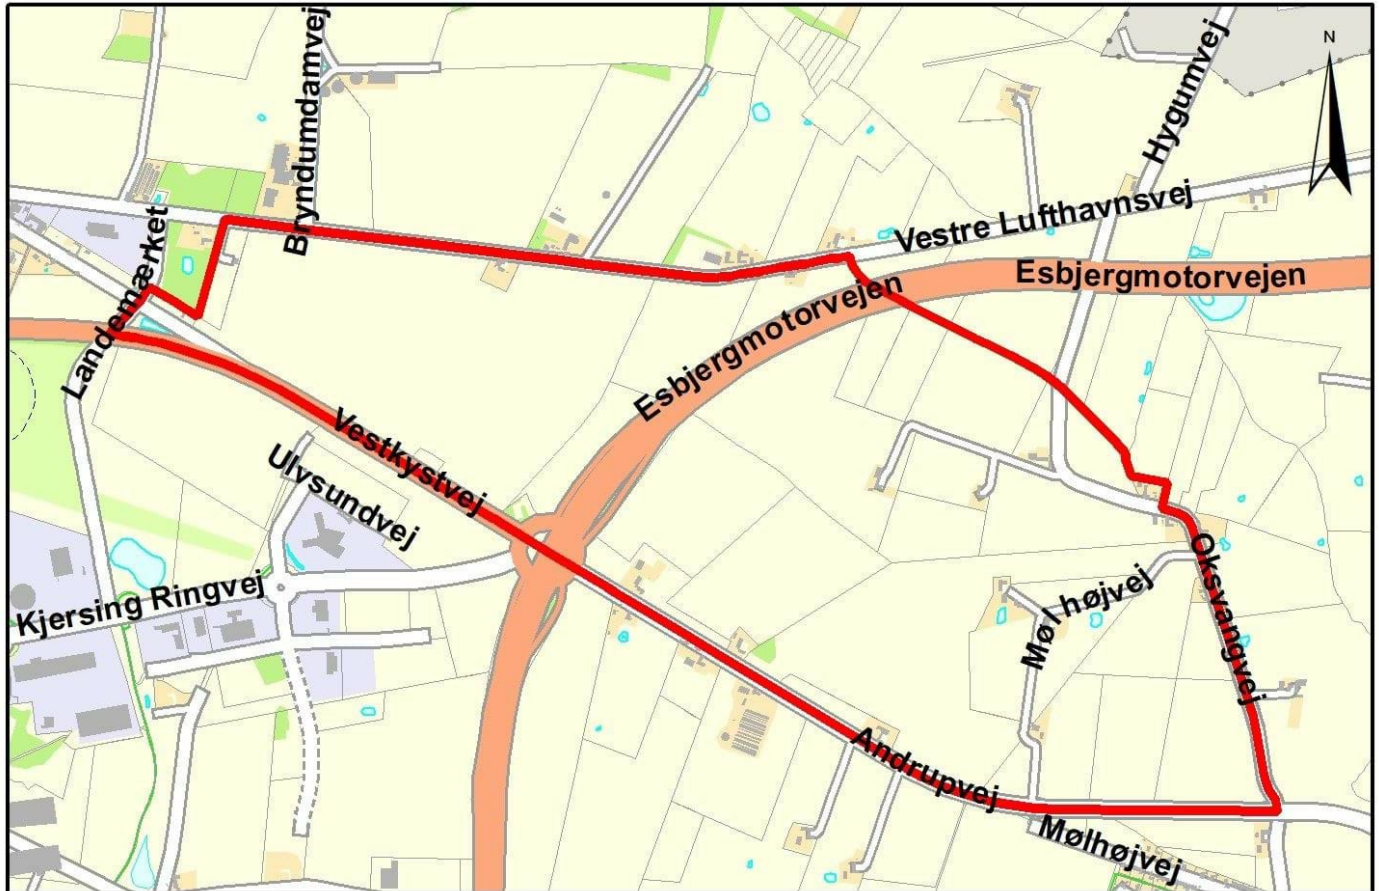 N
Bryndumdamvej
Hygumvej
Vestre Lufthavnsvej
Landemærket
Esbjergmotorvejen
Esbjergmotorvejen
Vestkystvej
Ulvsundvej
Kjersing Ringvej
Oksvangvej
Møl højvej
Andrupvej
Mølhøjvej